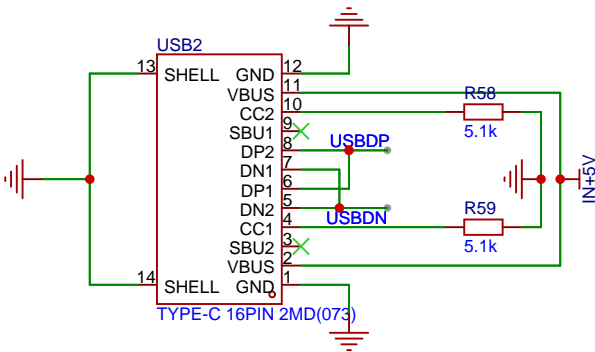 USB2
13 SHELL GND 12
VBUS 11
CC2 10
SBU1 9
DP2 8
DN1 7
DP1 6
DN2 5
CC1 4
SBU2 3
VBUS 2
14 SHELL GND 1
TYPE-C 16PIN 2MD(073)
USBDP
USBDN
R58
5.1k
R59
5.1k
IN+5V